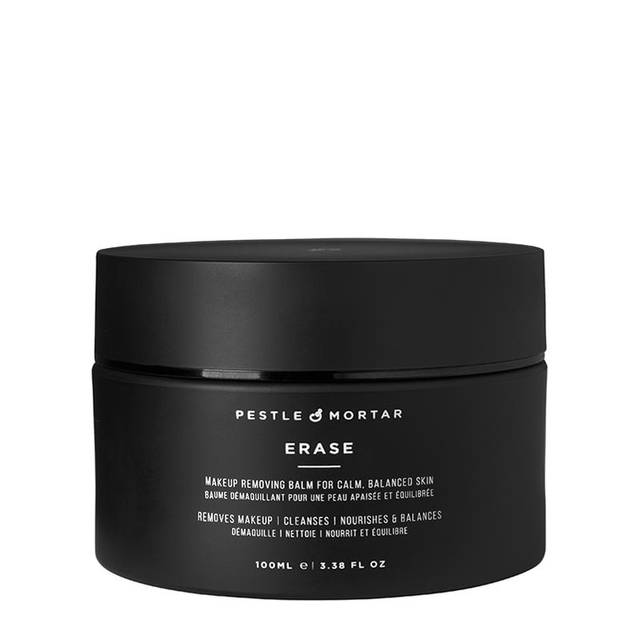 PESTLE & MORTAR
ERASE
MAKEUP REMOVING BALM FOR CALM, BALANCED SKIN
BAUME DÉMAQUILLANT POUR UNE PEAU APAISÉE ET ÉQUILIBRÉE
REMOVES MAKEUP | CLEANSES | NOURISHES & BALANCES
DÉMAQUILLE | NETTOIE | NOURRIT ET ÉQUILIBRE
100ML ℮ | 3.38 FL OZ